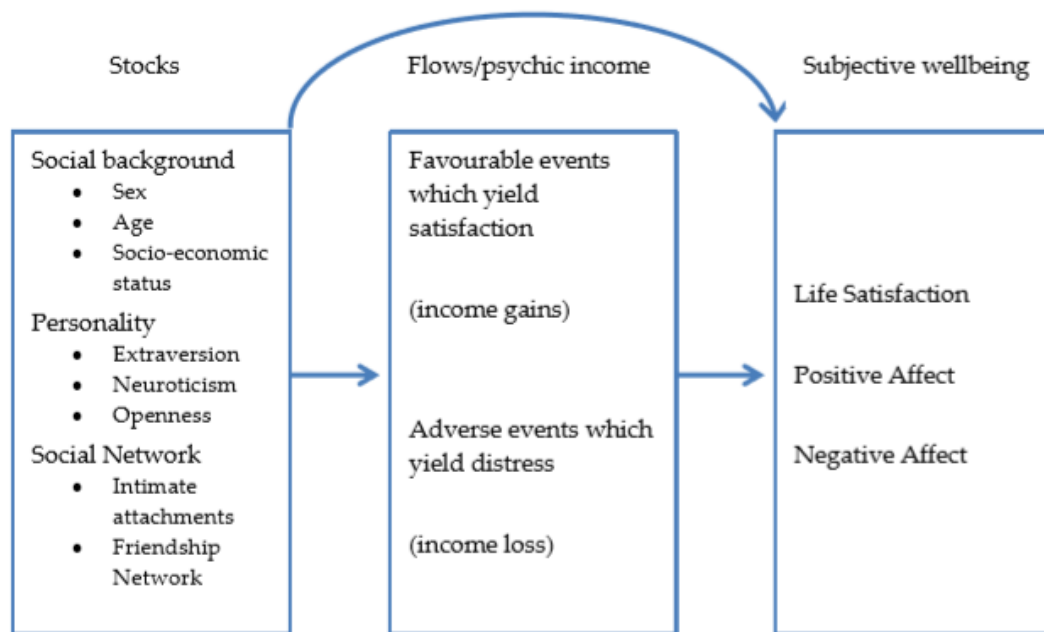 Stocks
Flows/psychic income
Subjective wellbeing
Social background
• Sex
• Age
• Socio-economic
status
Personality
• Extraversion
• Neuroticism
• Openness
Social Network
• Intimate
attachments
• Friendship
Network
Favourable events
which yield
satisfaction
(income gains)
Adverse events which
yield distress
(income loss)
Life Satisfaction
Positive Affect
Negative Affect